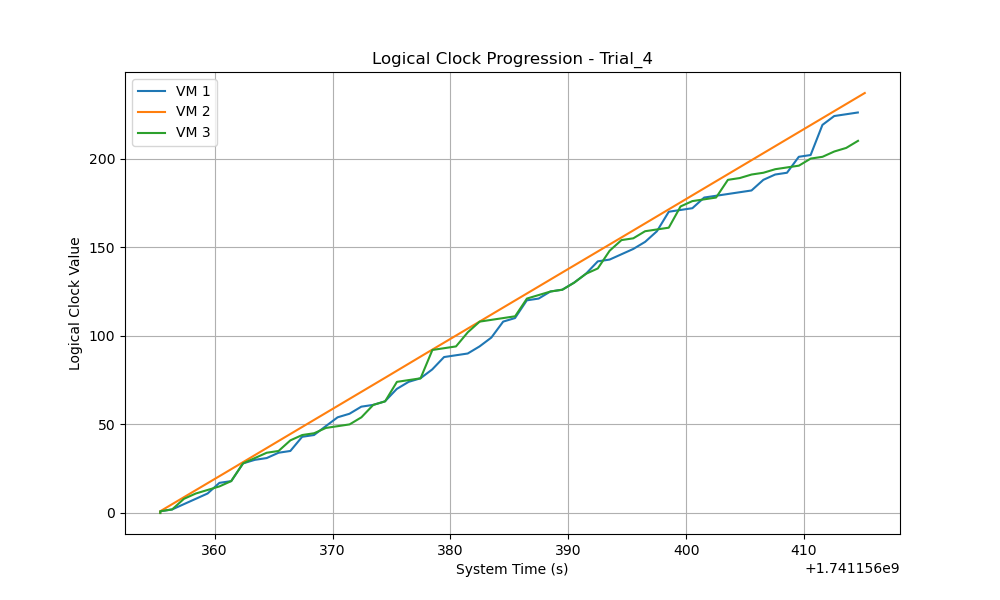 Logical Clock Progression - Trial_4
VM 1
VM 2
VM 3
Logical Clock Value
200
150
100
50
0
360 370 380 390 400 410
System Time (s)
+1.741156e9